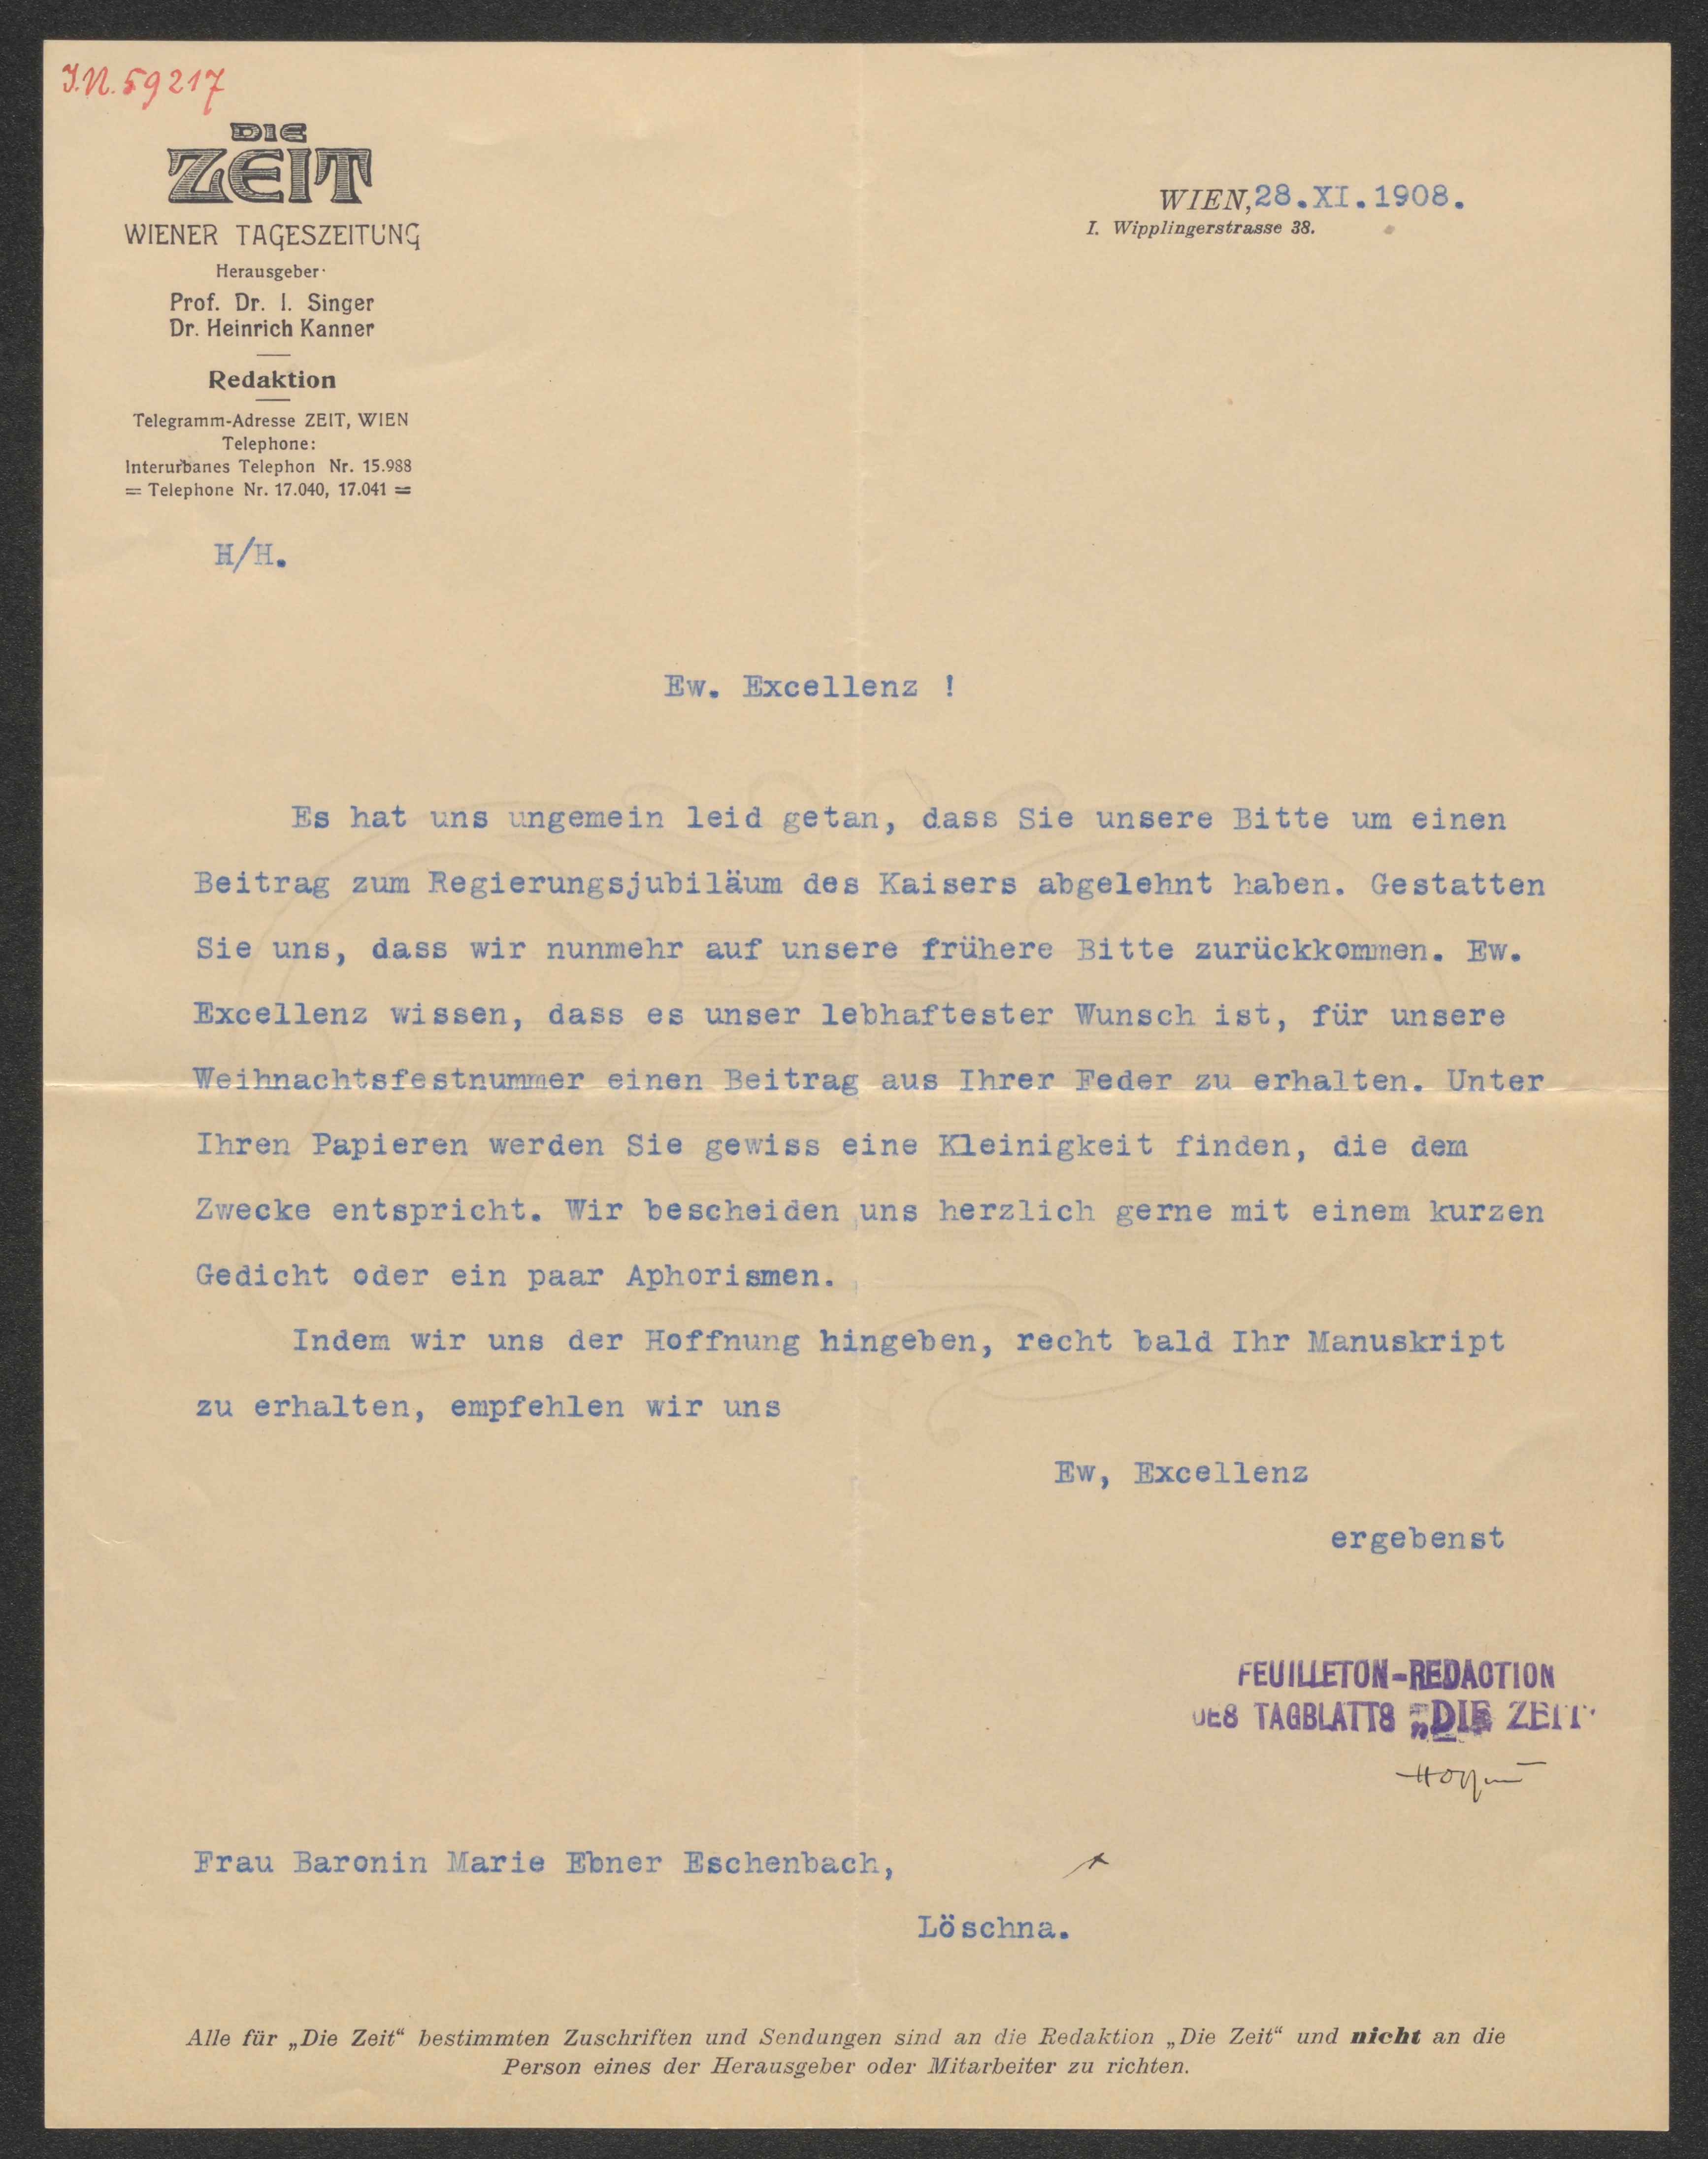 I.N. 59217
DIE
ZEIT
WIENER TAGESZEITUNG
Herausgeber:
Prof. Dr. I. Singer
Dr. Heinrich Kanner
Redaktion
Telegramm-Adresse ZEIT, WIEN
Telephone:
Interurbanes Telephon Nr. 15.988
= Telephone Nr. 17.040, 17.041 =
WIEN, 28.XI.1908.
I. Wipplingerstrasse 38.
H/H.
Ew. Excellenz !
Es hat uns ungemein leid getan, dass Sie unsere Bitte um einen
Beitrag zum Regierungsjubiläum des Kaisers abgelehnt haben. Gestatten
Sie uns, dass wir nunmehr auf unsere frühere Bitte zurückkommen. Ew.
Excellenz wissen, dass es unser lebhaftester Wunsch ist, für unsere
Weihnachtsfestnummer einen Beitrag aus Ihrer Feder zu erhalten. Unter
Ihren Papieren werden Sie gewiss eine Kleinigkeit finden, die dem
Zwecke entspricht. Wir bescheiden uns herzlich gerne mit einem kurzen
Gedicht oder ein paar Aphorismen.
Indem wir uns der Hoffnung hingeben, recht bald Ihr Manuskript
zu erhalten, empfehlen wir uns
Ew, Excellenz
ergebenst
FEUILLETON-REDACTION
DES TAGBLATTS „DIE ZEIT"
Frau Baronin Marie Ebner Eschenbach,
Löschna.
Alle für „Die Zeit“ bestimmten Zuschriften und Sendungen sind an die Redaktion „Die Zeit“ und nicht an die
Person eines der Herausgeber oder Mitarbeiter zu richten.